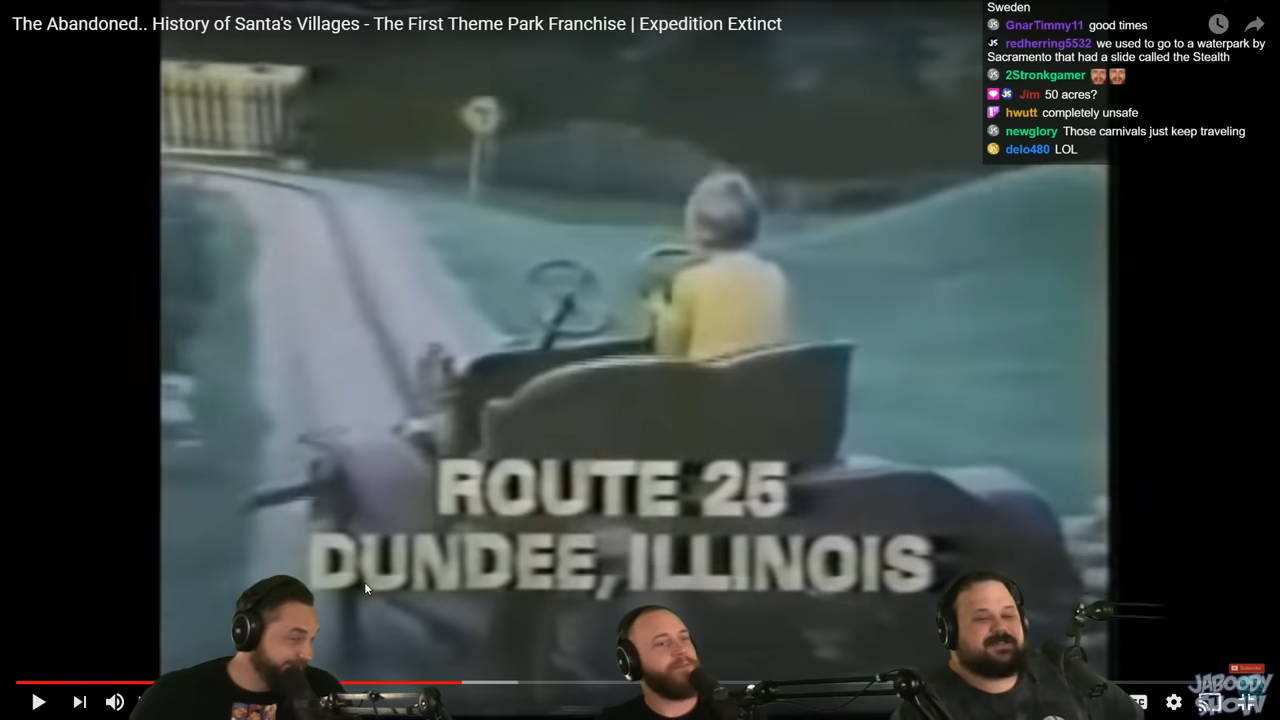 The Abandoned.. History of Santa's Villages - The First Theme Park Franchise | Expedition Extinct
Sweden
GnarTimmy11 good times
redherring5532 we used to go to a waterpark by
Sacramento that had a slide called the Stealth
2Stronkgamer
Jim 50 acres?
hwutt completely unsafe
newglory Those carnivals just keep traveling
delo480 LOL
ROUTE 25
DUNDEE, ILLINOIS
Subscribe
JABOODY
SHOW